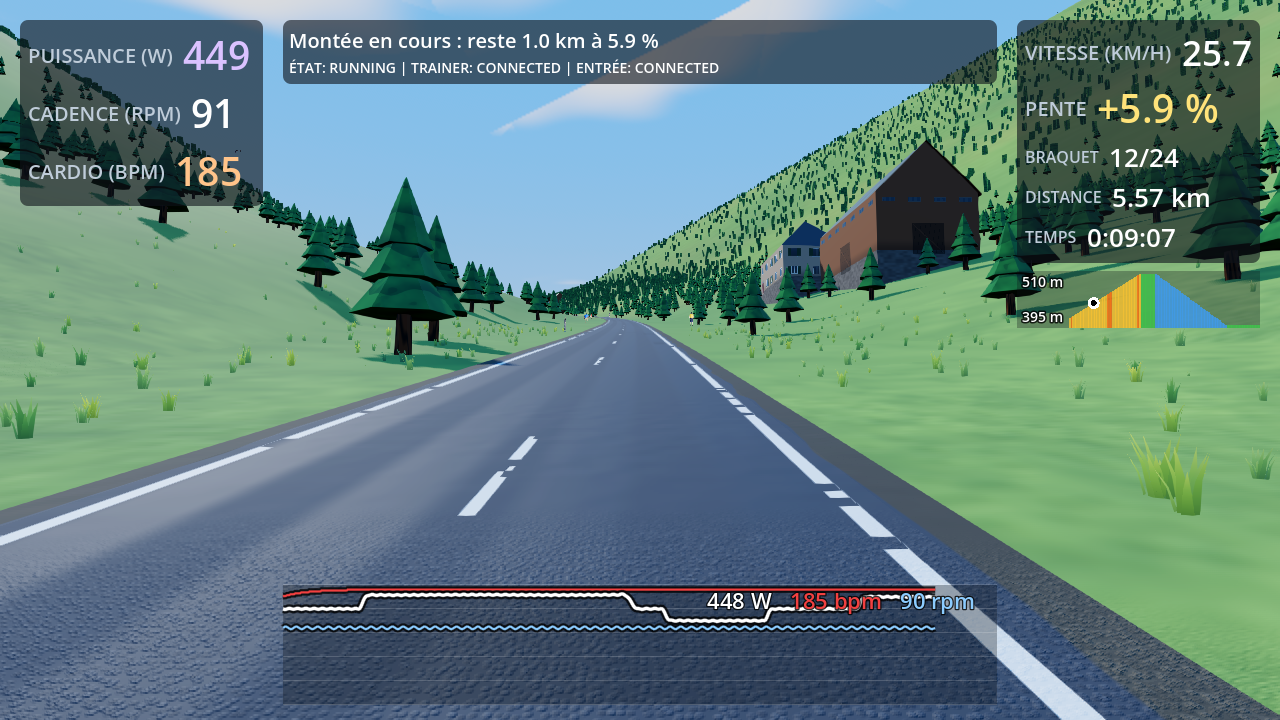 PUISSANCE (W) 449
CADENCE (RPM) 91
CARDIO (BPM) 185
Montée en cours : reste 1.0 km à 5.9 %
ÉTAT: RUNNING | TRAINER: CONNECTED | ENTRÉE: CONNECTED
VITESSE (KM/H) 25.7
PENTE +5.9 %
BRAQUET 12/24
DISTANCE 5.57 km
TEMPS 0:09:07
510 m
395 m
448 W 185 bpm 90 rpm